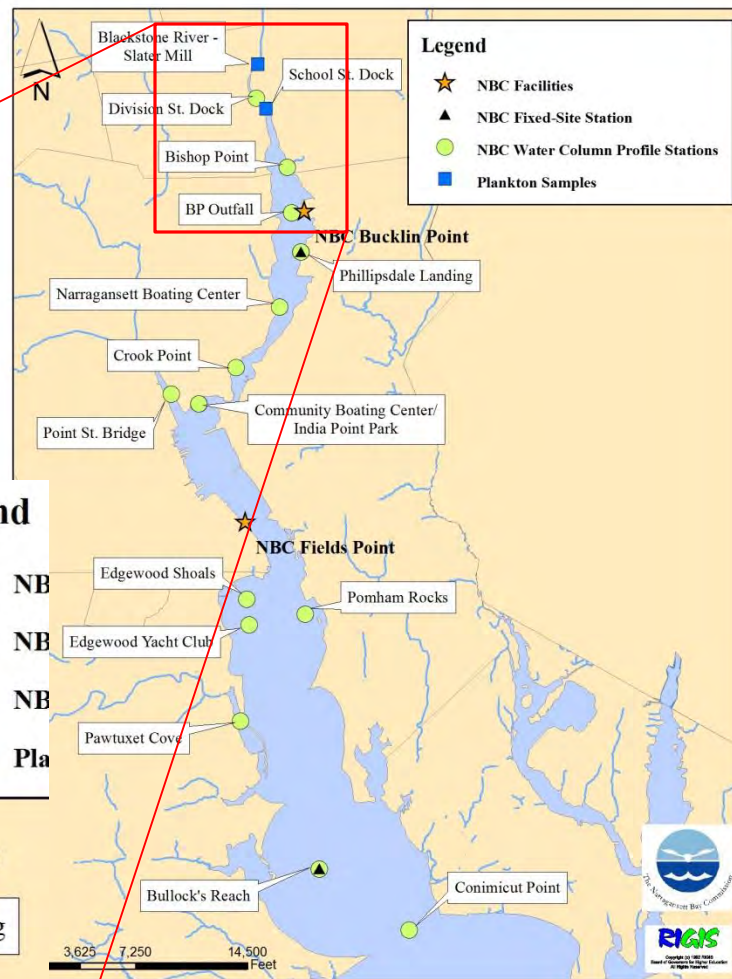 Blackstone River -
Slater Mill
School St. Dock
Division St. Dock
Bishop Point
BP Outfall
N
Legend
NBC Facilities
NBC Fixed-Site Station
NBC Water Column Profile Stations
Plankton Samples
NBC Bucklin Point
Phillipsdale Landing
Narragansett Boating Center
Crook Point
Community Boating Center/
India Point Park
Point St. Bridge
nd
NB
NB
NB
Pla
NBC Fields Point
Edgewood Shoals
Pomham Rocks
Edgewood Yacht Club
Pawtuxet Cove
Bullock's Reach
Conimicut Point
g
3,625 7,250 14,500
Feet
The Narragansett Bay Commission
RIGIS